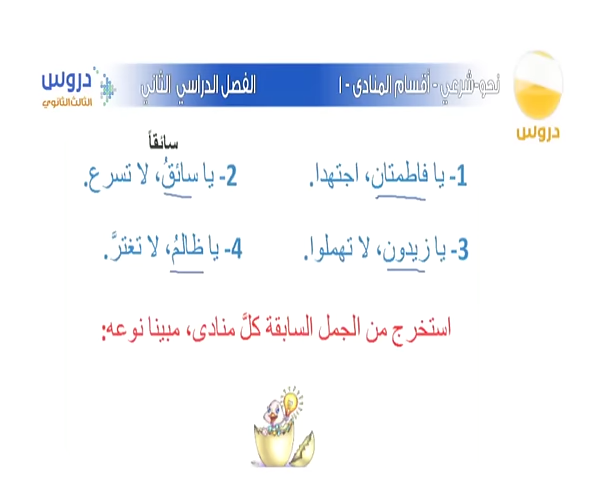 نحو-شرعي - أقسام المنادى - ١ الفصل الدراسي الثاني
دروس
الثالث الثانوي
دروس
سائقاً
1- يا فاطمتان، اجتهدا. 2- يا سائقُ، لا تسرع.
3- يا زيدون، لا تهملوا. 4- يا ظالمُ، لا تغترَّ.
استخرج من الجمل السابقة كلَّ منادى، مبينا نوعه: